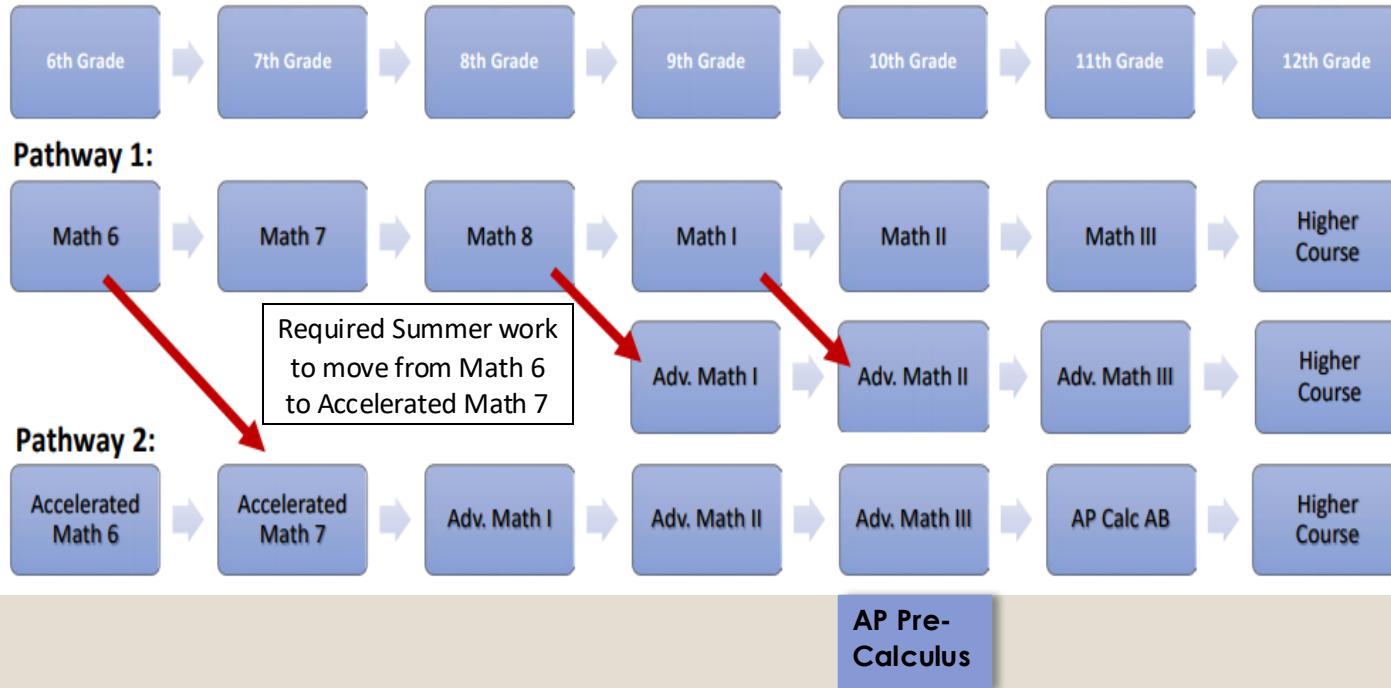 6th Grade
7th Grade
8th Grade
9th Grade
10th Grade
11th Grade
12th Grade
Pathway 1:
Math 6
Math 7
Math 8
Math I
Math II
Math III
Higher
Course
Required Summer work
to move from Math 6
to Accelerated Math 7
Adv. Math I
Adv. Math II
Adv. Math III
Higher
Course
Pathway 2:
Accelerated
Math 6
Accelerated
Math 7
Adv. Math I
Adv. Math II
Adv. Math III
AP Calc AB
Higher
Course
AP Pre-
Calculus